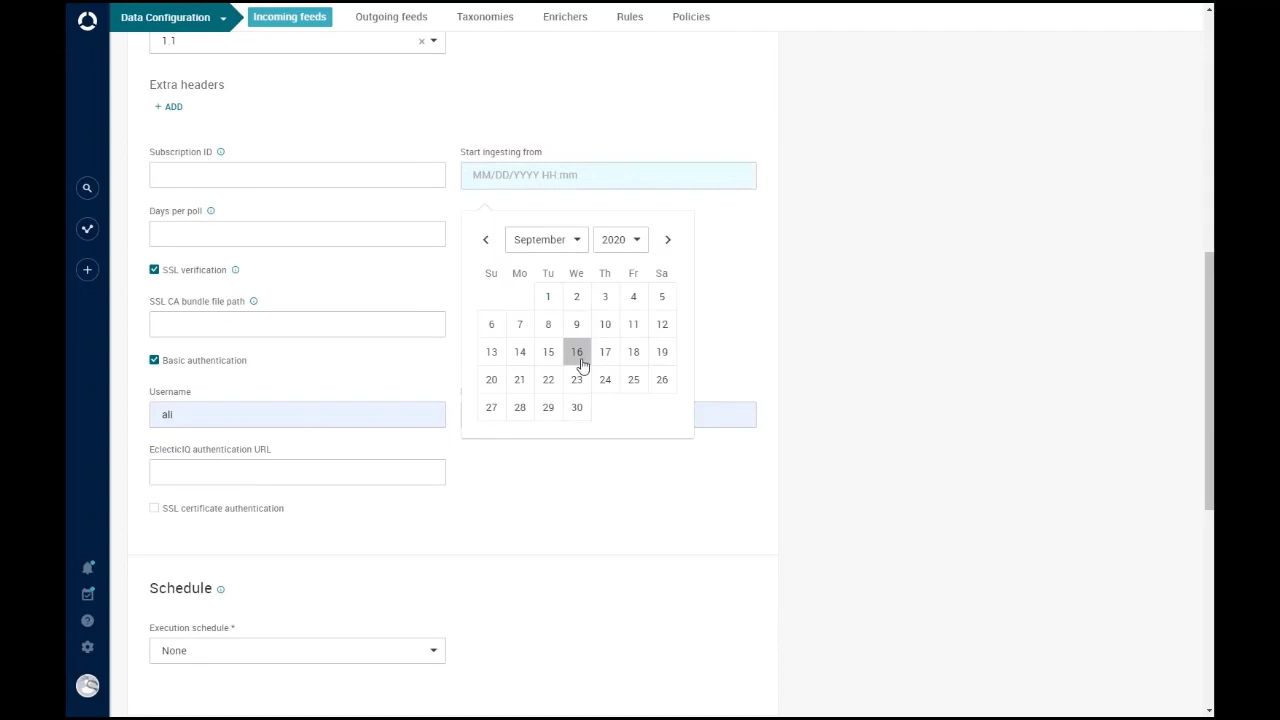 Data Configuration
Incoming feeds
Outgoing feeds
Taxonomies
Enrichers
Rules
Policies
1.1
Extra headers
+ ADD
Subscription ID
Start ingesting from
MM/DD/YYYY HH:mm
Days per poll
September
2020
Su Mo Tu We Th Fr Sa
1 2 3 4 5
6 7 8 9 10 11 12
13 14 15 16 17 18 19
20 21 22 23 24 25 26
27 28 29 30
SSL verification
SSL CA bundle file path
Basic authentication
Username
ali
EclecticIQ authentication URL
SSL certificate authentication
Schedule
Execution schedule *
None